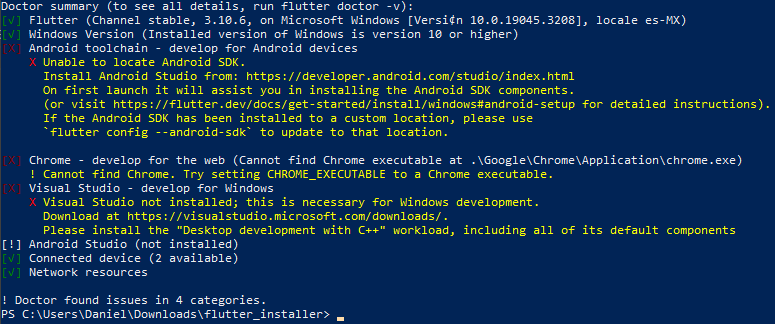 Doctor summary (to see all details, run flutter doctor -v):
[√] Flutter (Channel stable, 3.10.6, on Microsoft Windows [Versi¢n 10.0.19045.3208], locale es-MX)
[√] Windows Version (Installed version of Windows is version 10 or higher)
[X] Android toolchain - develop for Android devices
X Unable to locate Android SDK.
Install Android Studio from: https://developer.android.com/studio/index.html
On first launch it will assist you in installing the Android SDK components.
(or visit https://flutter.dev/docs/get-started/install/windows#android-setup for detailed instructions).
If the Android SDK has been installed to a custom location, please use
`flutter config --android-sdk` to update to that location.
[X] Chrome - develop for the web (Cannot find Chrome executable at .\Google\Chrome\Application\chrome.exe)
! Cannot find Chrome. Try setting CHROME_EXECUTABLE to a Chrome executable.
[X] Visual Studio - develop for Windows
X Visual Studio not installed; this is necessary for Windows development.
Download at https://visualstudio.microsoft.com/downloads/.
Please install the "Desktop development with C++" workload, including all of its default components
[!] Android Studio (not installed)
[√] Connected device (2 available)
[√] Network resources
! Doctor found issues in 4 categories.
PS C:\Users\Daniel\Downloads\flutter_installer>